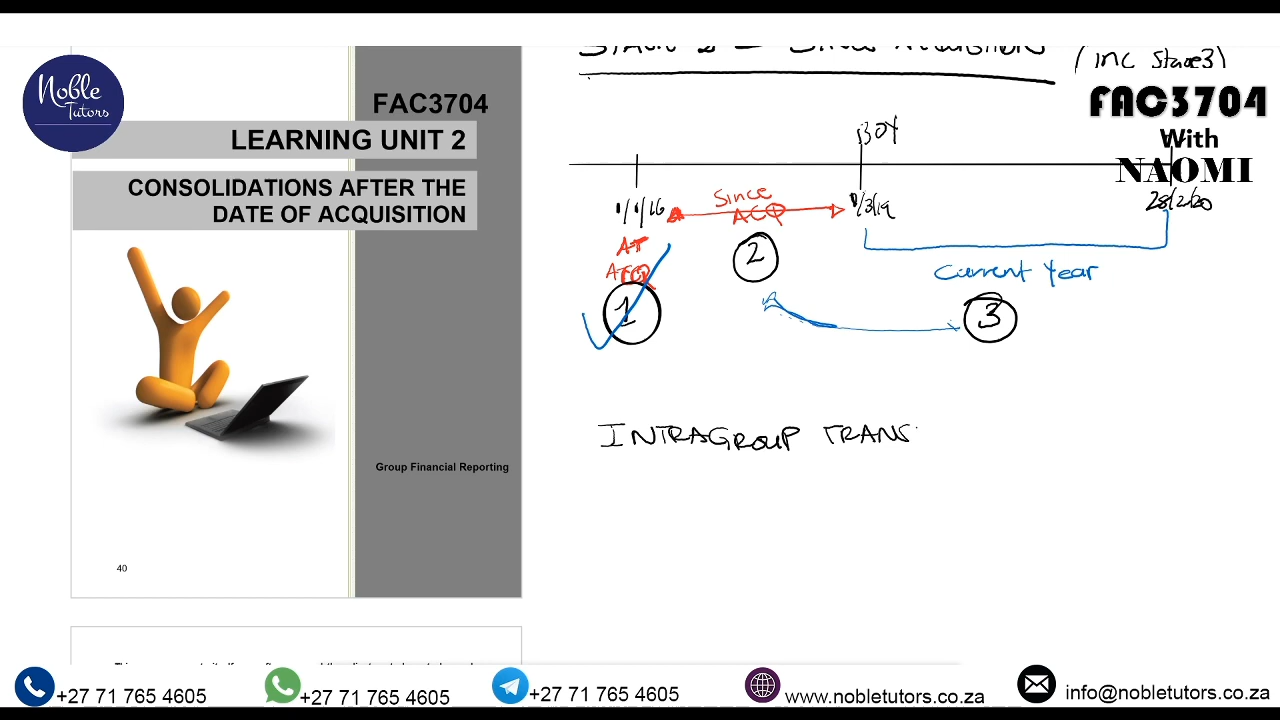 Noble
Tutors
FAC3704
LEARNING UNIT 2
CONSOLIDATIONS AFTER THE
DATE OF ACQUISITION
Group Financial Reporting
40
(inc Stage3)
FAC3704
With
NAOMI
BOY
1/1/16
Since
ACQ
1/3/19
28/2/20
AT
ACQ
1
2
Current Year
3
INTRAGROUP TRANS
+27 71 765 4605
+27 71 765 4605
+27 71 765 4605
www.nobletutors.co.za
info@nobletutors.co.za